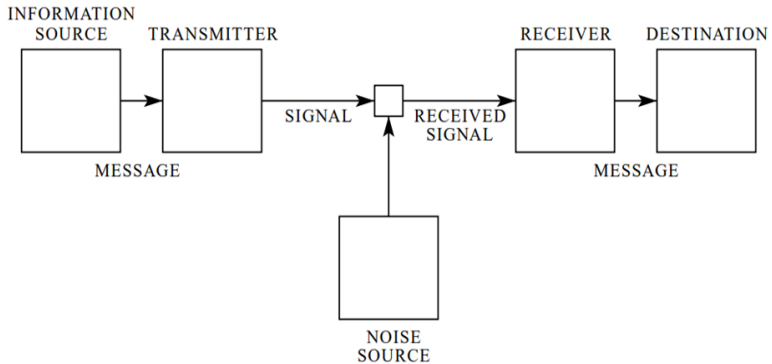 INFORMATION
SOURCE
TRANSMITTER
RECEIVER
DESTINATION
SIGNAL
RECEIVED
SIGNAL
MESSAGE
MESSAGE
NOISE
SOURCE